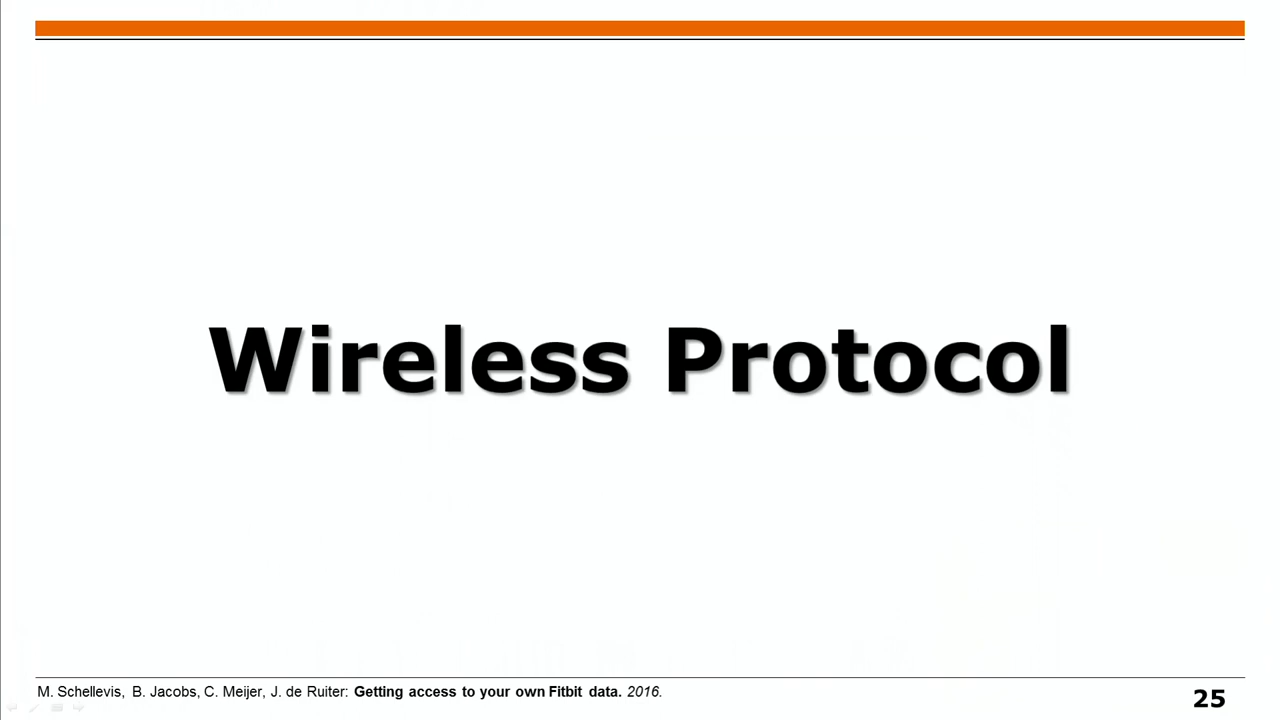 Wireless Protocol
M. Schellevis, B. Jacobs, C. Meijer, J. de Ruiter: Getting access to your own Fitbit data. 2016.
25